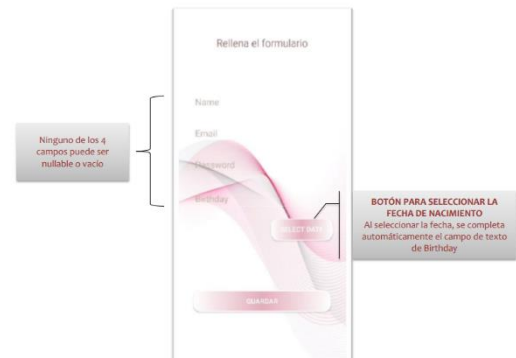 Rellena el formulario
Name
Email
Password
Birthday
SELECT DATE
GUARDAR
Ninguno de los 4
campos puede ser
nullable o vacío
BOTÓN PARA SELECCIONAR LA
FECHA DE NACIMIENTO
Al seleccionar la fecha, se completa
automáticamente el campo de texto
de Birthday